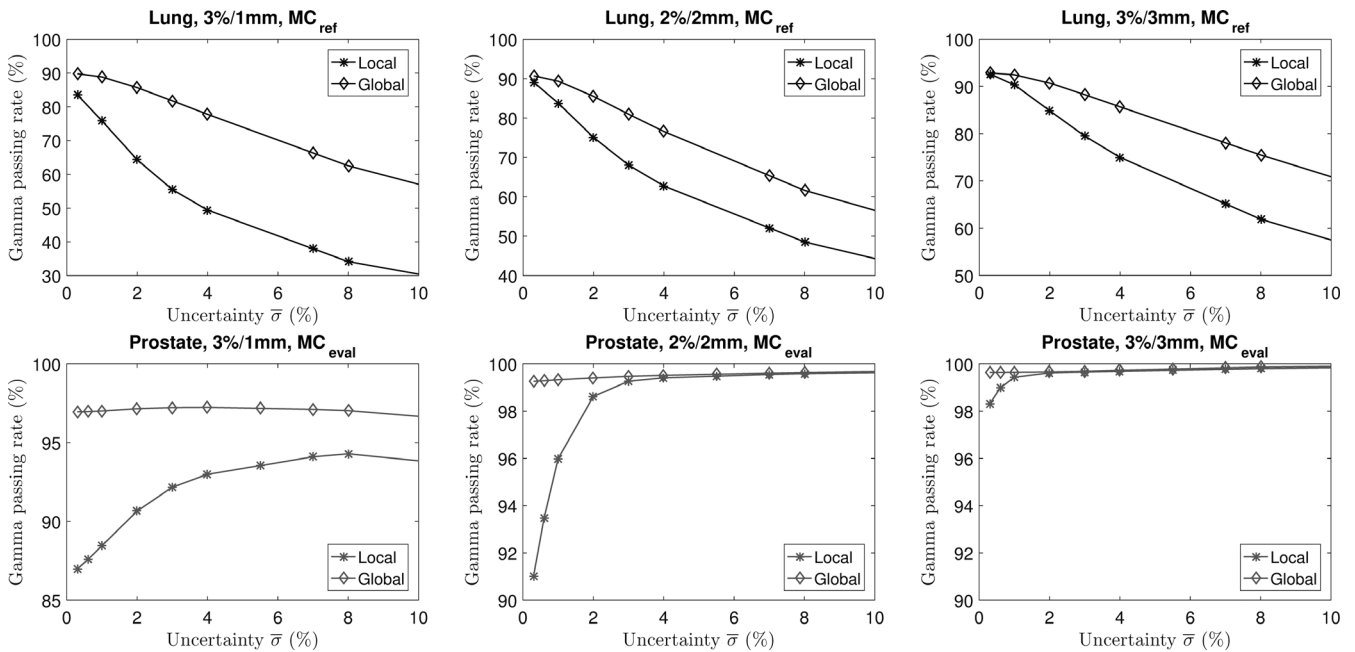 Lung, 3%/1mm, MC_ref
Gamma passing rate (%)
100
90
80
70
60
50
40
30
Local
Global
0 2 4 6 8 10
Uncertainty σ̅ (%)
Lung, 2%/2mm, MC_ref
Gamma passing rate (%)
100
90
80
70
60
50
40
Local
Global
0 2 4 6 8 10
Uncertainty σ̅ (%)
Lung, 3%/3mm, MC_ref
Gamma passing rate (%)
100
90
80
70
60
50
Local
Global
0 2 4 6 8 10
Uncertainty σ̅ (%)
Prostate, 3%/1mm, MC_eval
Gamma passing rate (%)
100
95
90
85
Local
Global
0 2 4 6 8 10
Uncertainty σ̅ (%)
Prostate, 2%/2mm, MC_eval
Gamma passing rate (%)
100
98
96
94
92
90
Local
Global
0 2 4 6 8 10
Uncertainty σ̅ (%)
Prostate, 3%/3mm, MC_eval
Gamma passing rate (%)
100
98
96
94
92
90
Local
Global
0 2 4 6 8 10
Uncertainty σ̅ (%)